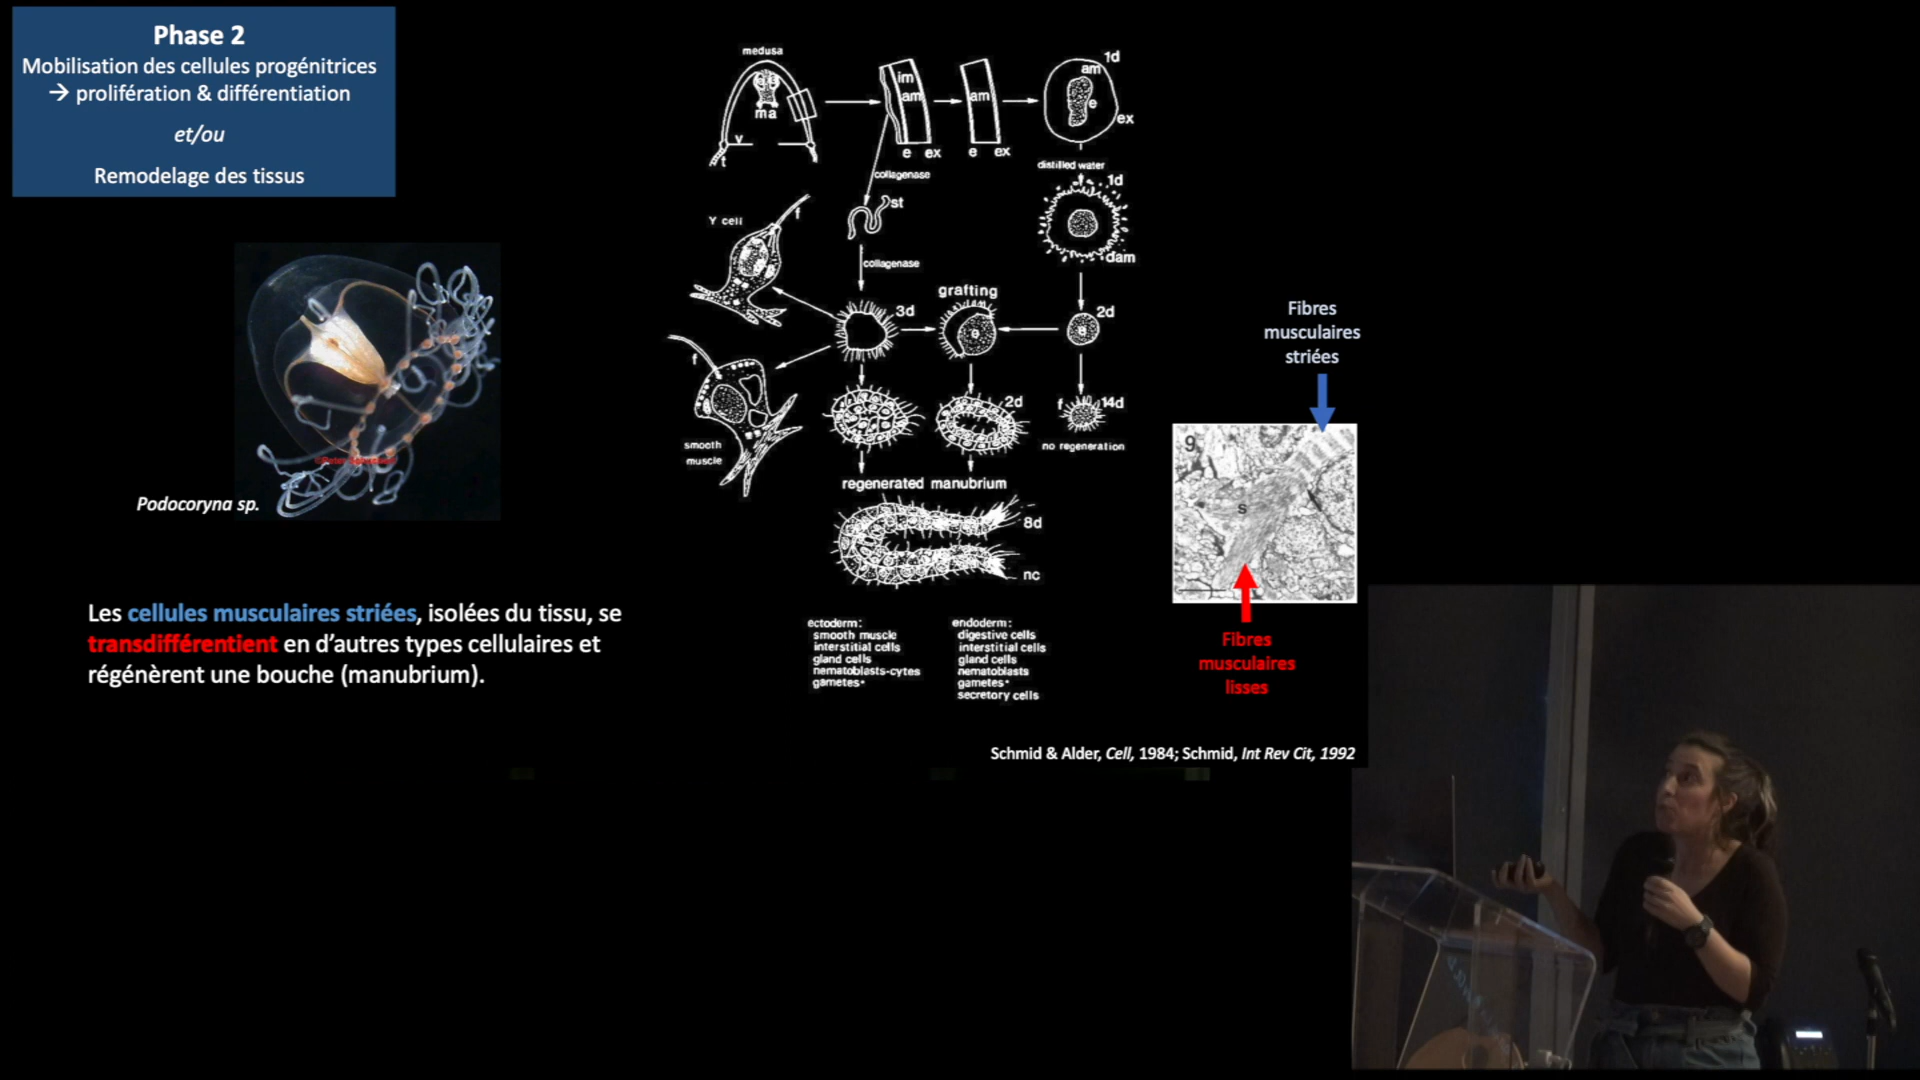 Phase 2
Mobilisation des cellules progénitrices
→ prolifération & différentiation
et/ou
Remodelage des tissus
Podocoryna sp.
Les cellules musculaires striées, isolées du tissu, se
transdifférentient en d'autres types cellulaires et
régénèrent une bouche (manubrium).
medusa
ma
v
t
im
am
e ex
am
e ex
1d
am
e
ex
collagenase
distilled water
1d
dam
st
Y cell
f
collagenase
3d
grafting
e
2d
e
f
smooth
muscle
2d
f 14d
no regeneration
regenerated manubrium
8d
nc
ectoderm:
smooth muscle
interstitial cells
gland cells
nematoblasts-cytes
gametes*
endoderm:
digestive cells
interstitial cells
gland cells
nematoblasts
gametes*
secretory cells
Fibres
musculaires
striées
9
s
Fibres
musculaires
lisses
Schmid & Alder, Cell, 1984; Schmid, Int Rev Cit, 1992